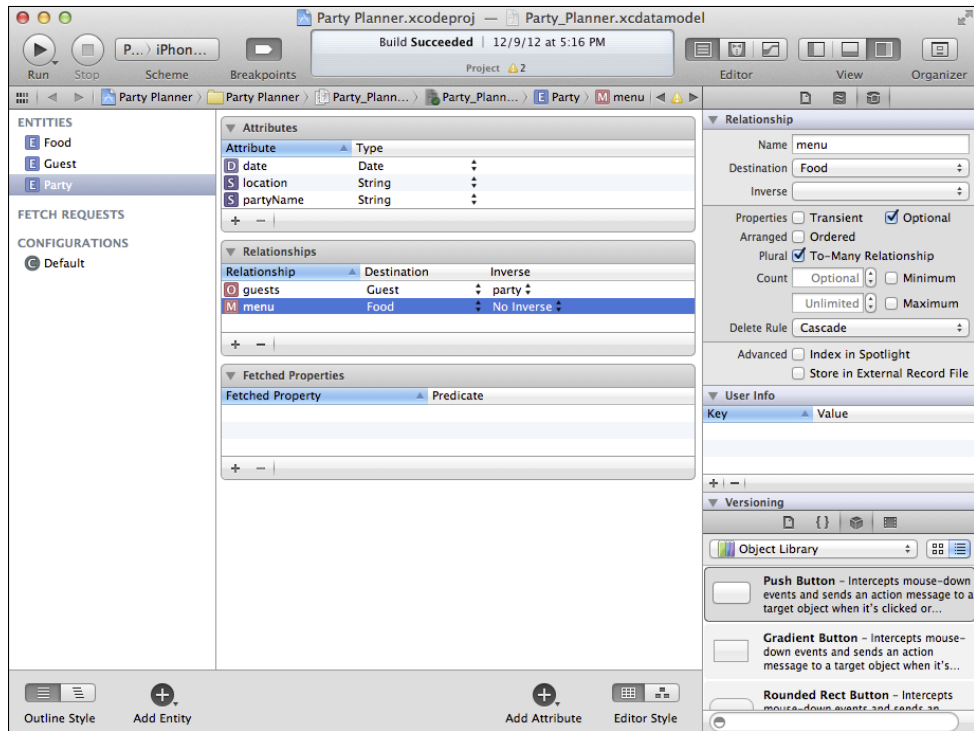 Party Planner.xcodeproj — Party_Planner.xcdatamodel
P... iPhon...
Build Succeeded | 12/9/12 at 5:16 PM
Project 2
Run Stop Scheme Breakpoints Editor View Organizer
Party Planner Party Planner Party_Plann... Party_Plann... E Party M menu
ENTITIES
E Food
E Guest
E Party
FETCH REQUESTS
CONFIGURATIONS
C Default
Attributes
Attribute Type
D date Date
S location String
S partyName String
+ −
Relationships
Relationship Destination Inverse
O guests Guest party
M menu Food No Inverse
+ −
Fetched Properties
Fetched Property Predicate
+ −
Relationship
Name menu
Destination Food
Inverse
Properties Transient Optional
Arranged Ordered
Plural To-Many Relationship
Count Optional Minimum
Unlimited Maximum
Delete Rule Cascade
Advanced Index in Spotlight
Store in External Record File
User Info
Key Value
+ −
Versioning
{ }
Object Library
Push Button – Intercepts mouse-down
events and sends an action message to a
target object when it's clicked or...
Gradient Button – Intercepts mouse-
down events and sends an action
message to a target object when it's...
Rounded Rect Button – Intercepts
mouse-down events and sends an
Outline Style Add Entity Add Attribute Editor Style